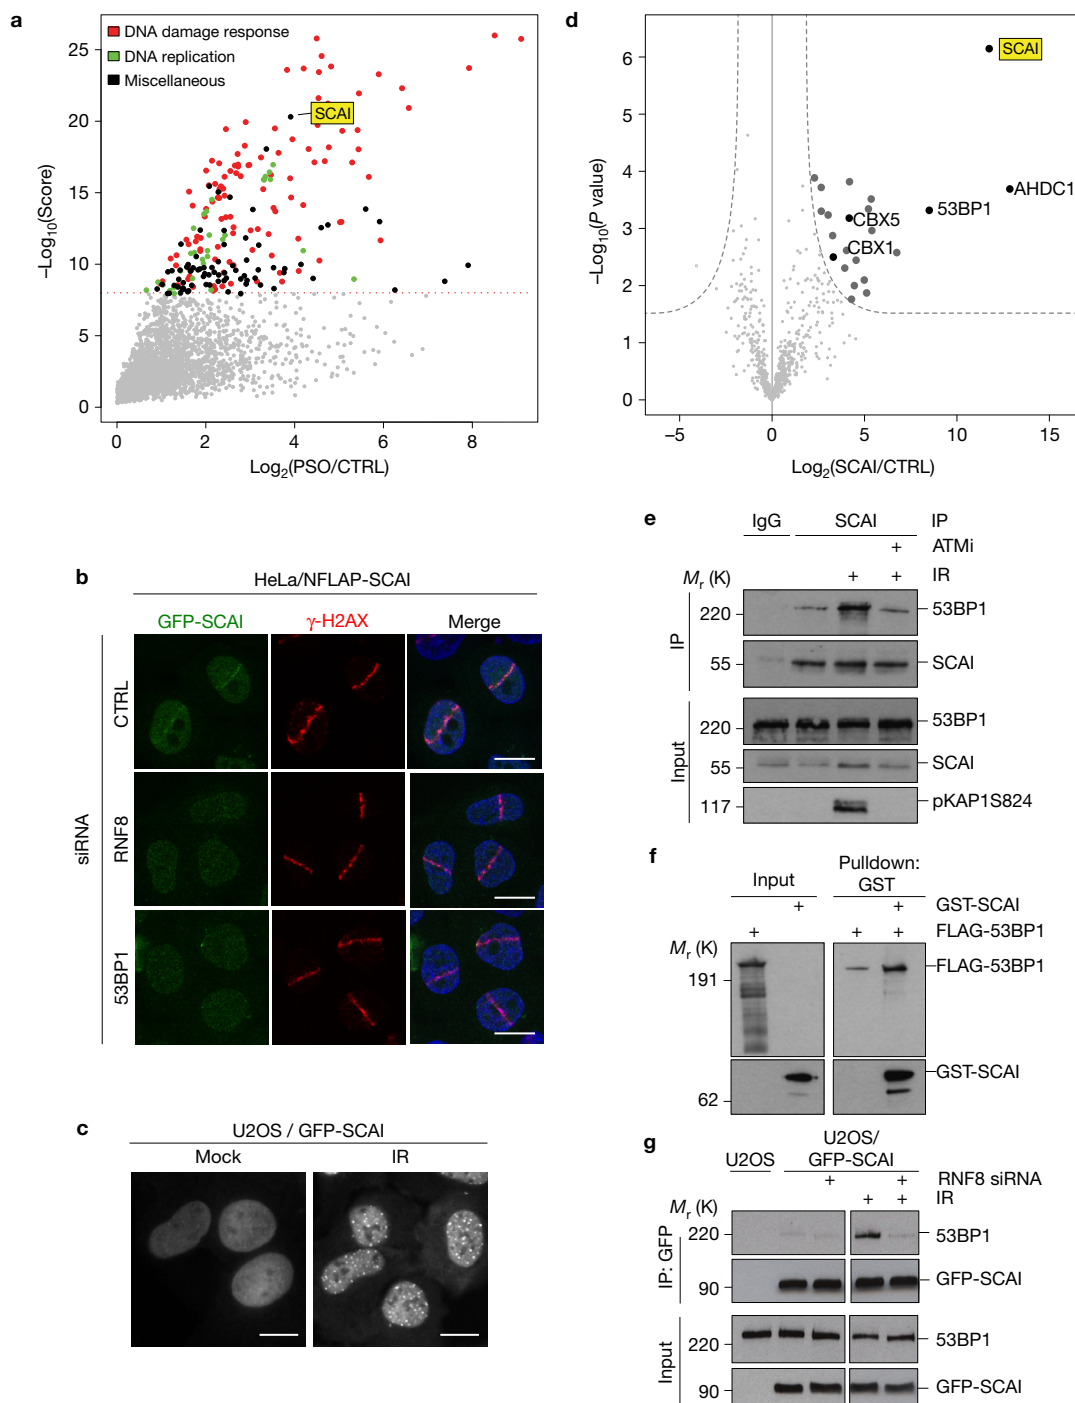 a
DNA damage response
DNA replication
Miscellaneous
SCAI
25
20
15
10
5
0
−Log10(Score)
0 2 4 6 8
Log2(PSO/CTRL)
d
SCAI
AHDC1
53BP1
CBX5
CBX1
6
5
4
3
2
1
0
−Log10(P value)
−5 0 5 10 15
Log2(SCAI/CTRL)
b
HeLa/NFLAP-SCAI
GFP-SCAI γ-H2AX Merge
siRNA
CTRL
RNF8
53BP1
c
U2OS / GFP-SCAI
Mock IR
e
IgG SCAI IP
+ ATMi
+ + IR
Mr (K)
IP
220 53BP1
55 SCAI
Input
220 53BP1
55 SCAI
117 pKAP1S824
f
Input Pulldown: GST
+ + GST-SCAI
+ + + FLAG-53BP1
Mr (K)
191 FLAG-53BP1
62 GST-SCAI
g
U2OS U2OS/ GFP-SCAI
+ + RNF8 siRNA
+ + IR
Mr (K)
IP: GFP
220 53BP1
90 GFP-SCAI
Input
220 53BP1
90 GFP-SCAI